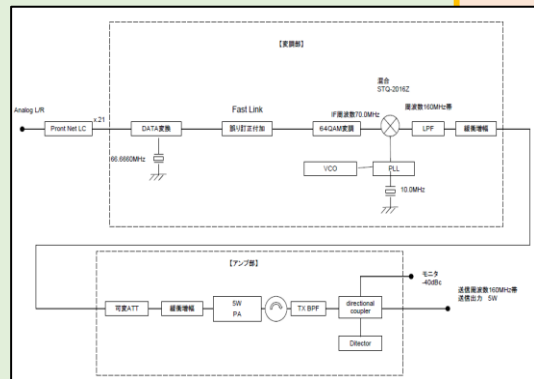 【変調部】
混合
STQ-2016Z
Analog L/R
Pront Net LC
v.21
DATA変換
66.6660MHz
Fast Link
誤り訂正付加
IF周波数70.0MHz
64QAM変調
周波数160MHz帯
LPF
緩衝増幅
VCO
PLL
10.0MHz
【アンプ部】
可変ATT
緩衝増幅
5W
PA
TX BPF
directional
coupler
Ditector
モニタ
-40dBc
送信周波数160MHz帯
送信出力 5W